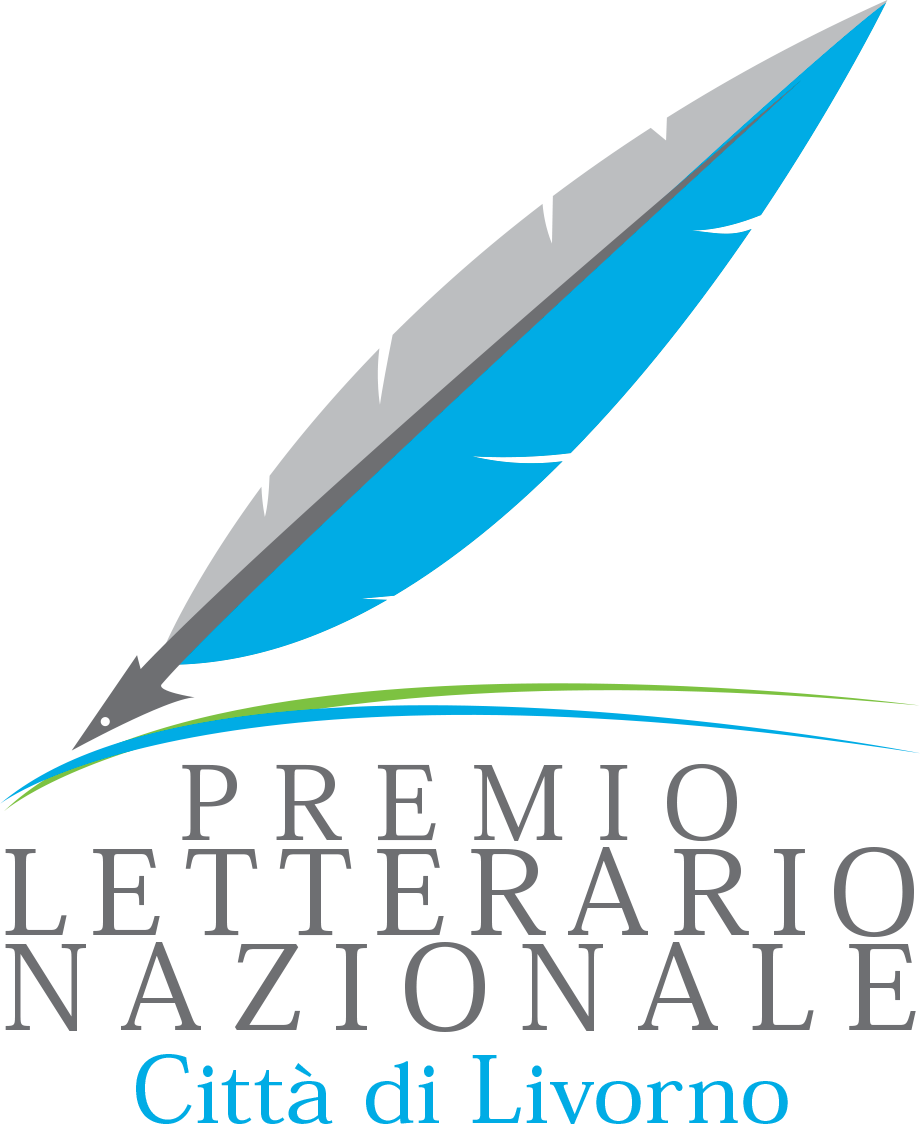 PREMIO
LETTERARIO
NAZIONALE
Città di Livorno